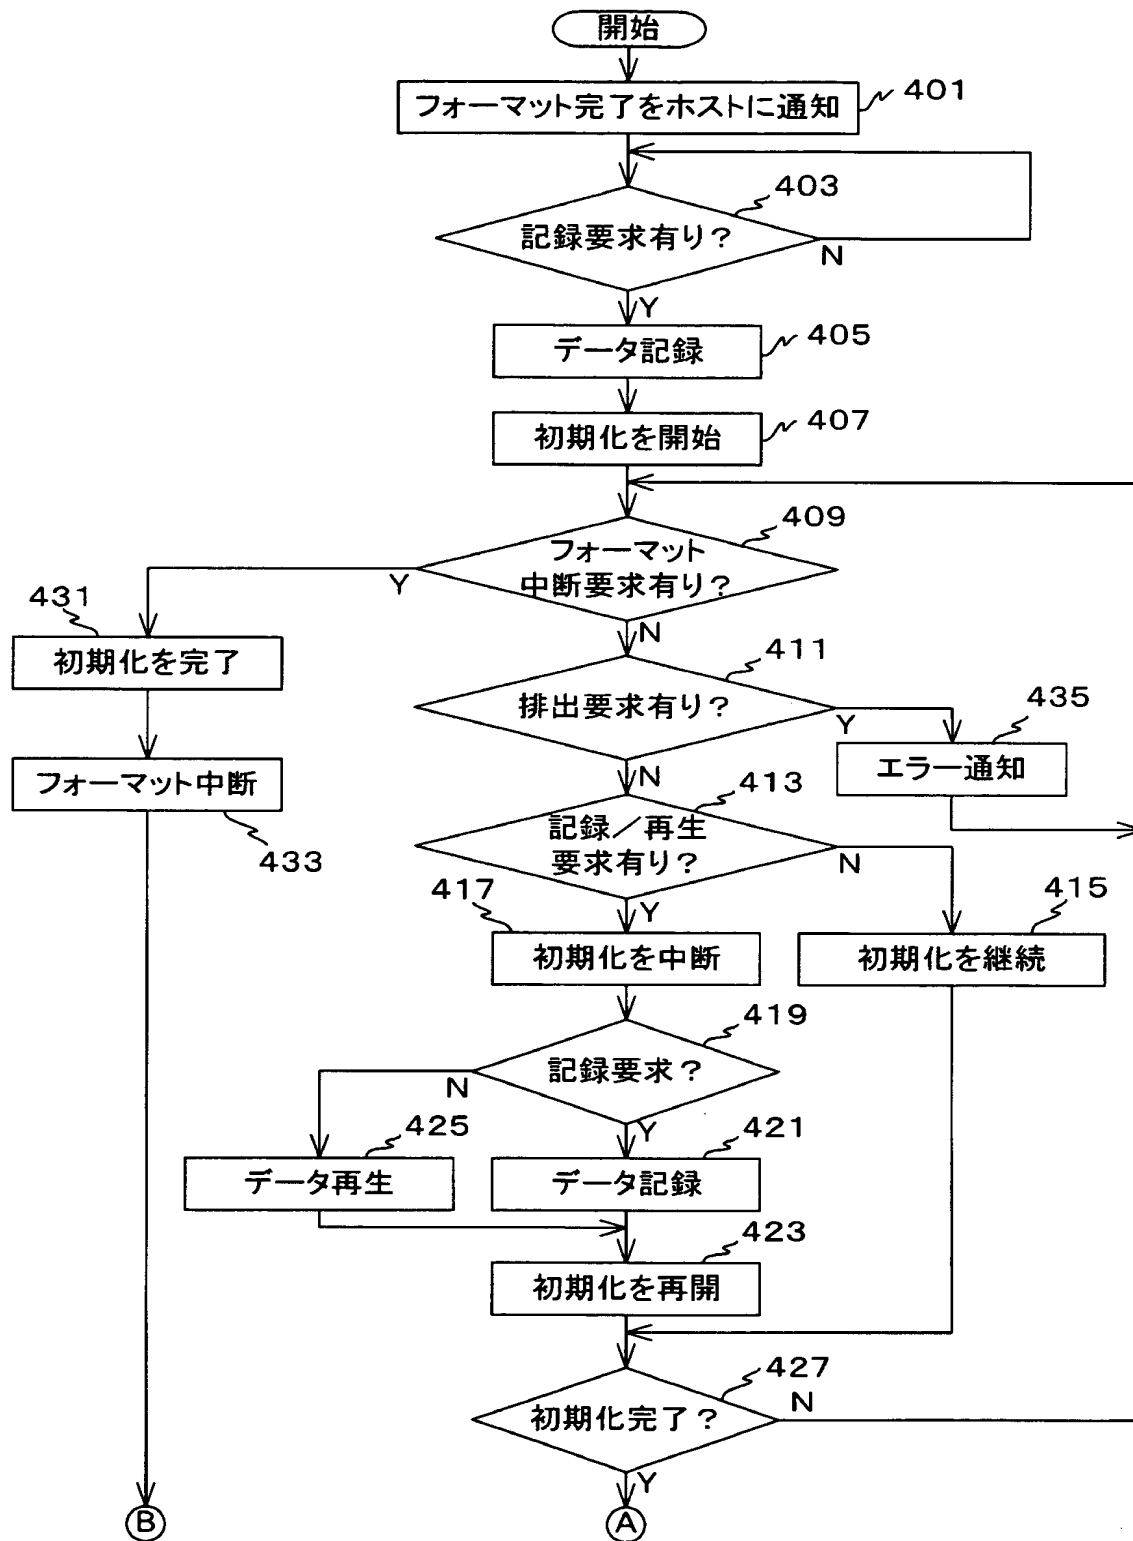 開始
フォーマット完了をホストに通知
401
403
記録要求有り？
N
Y
データ記録
405
初期化を開始
407
409
フォーマット
中断要求有り？
Y
N
431
初期化を完了
411
排出要求有り？
Y
N
435
エラー通知
フォーマット中断
433
413
記録／再生
要求有り？
N
Y
417
初期化を中断
415
初期化を継続
419
記録要求？
N
Y
425
データ再生
421
データ記録
423
初期化を再開
427
初期化完了？
N
Y
B
A